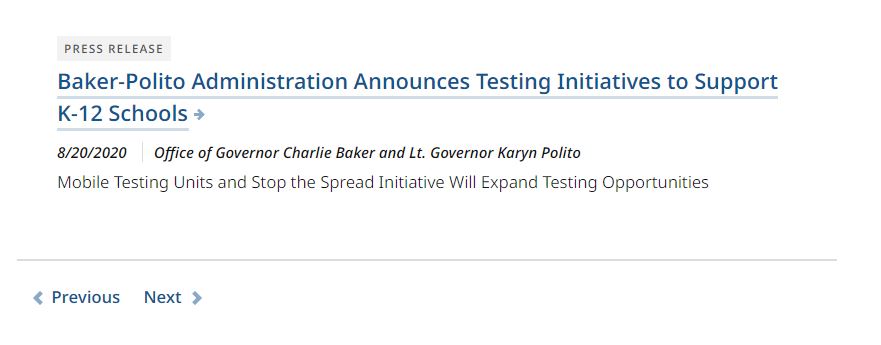 PRESS RELEASE
Baker-Polito Administration Announces Testing Initiatives to Support
K-12 Schools
8/20/2020 Office of Governor Charlie Baker and Lt. Governor Karyn Polito
Mobile Testing Units and Stop the Spread Initiative Will Expand Testing Opportunities
Previous Next